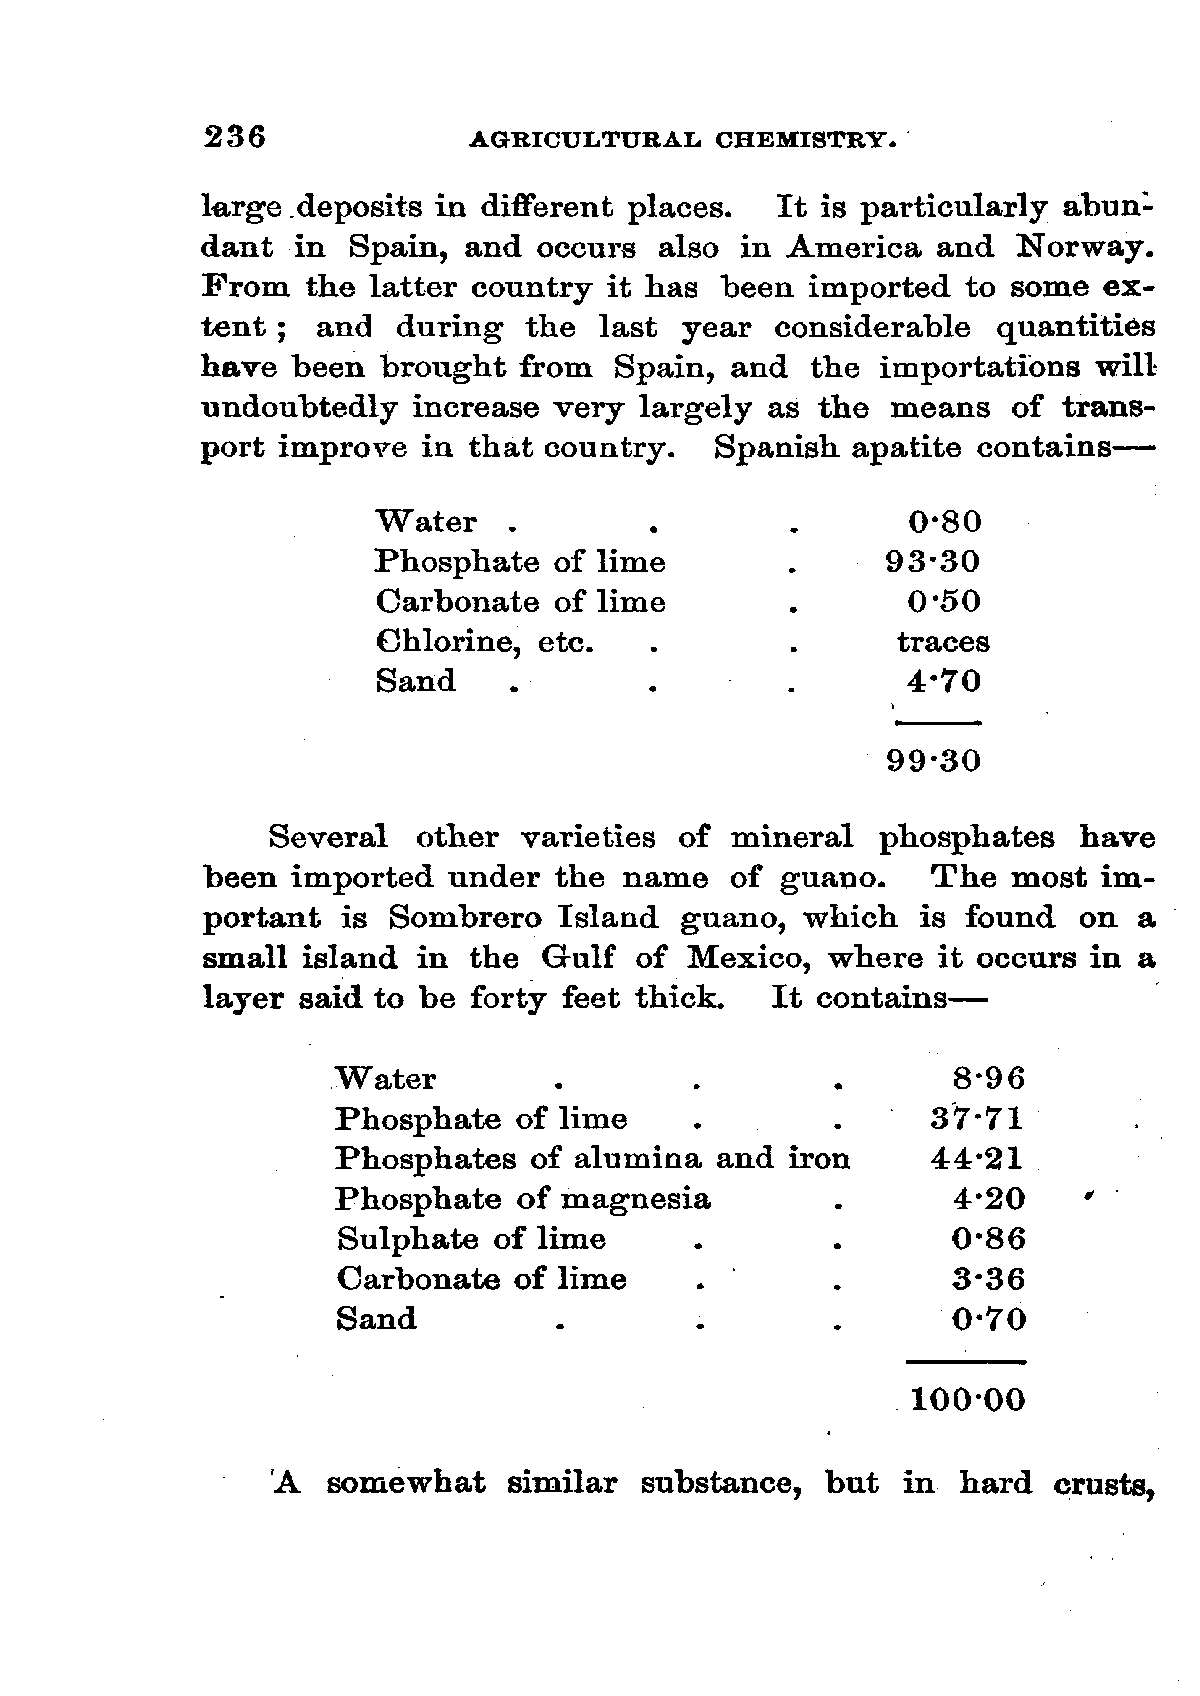 236 AGRICULTURAL CHEMISTRY.
large deposits in different places. It is particularly abun-
dant in Spain, and occurs also in America and Norway.
From the latter country it has been imported to some ex-
tent ; and during the last year considerable quantities
have been brought from Spain, and the importations will
undoubtedly increase very largely as the means of trans-
port improve in that country. Spanish apatite contains—
Water . . . 0·80
Phosphate of lime . 93·30
Carbonate of lime . 0·50
Chlorine, etc. . . traces
Sand . . . 4·70
99·30
Several other varieties of mineral phosphates have
been imported under the name of guano. The most im-
portant is Sombrero Island guano, which is found on a
small island in the Gulf of Mexico, where it occurs in a
layer said to be forty feet thick. It contains—
Water . . . 8·96
Phosphate of lime . . 37·71
Phosphates of alumina and iron 44·21
Phosphate of magnesia . 4·20
Sulphate of lime . . 0·86
Carbonate of lime . . 3·36
Sand . . . 0·70
100·00
A somewhat similar substance, but in hard crusts,